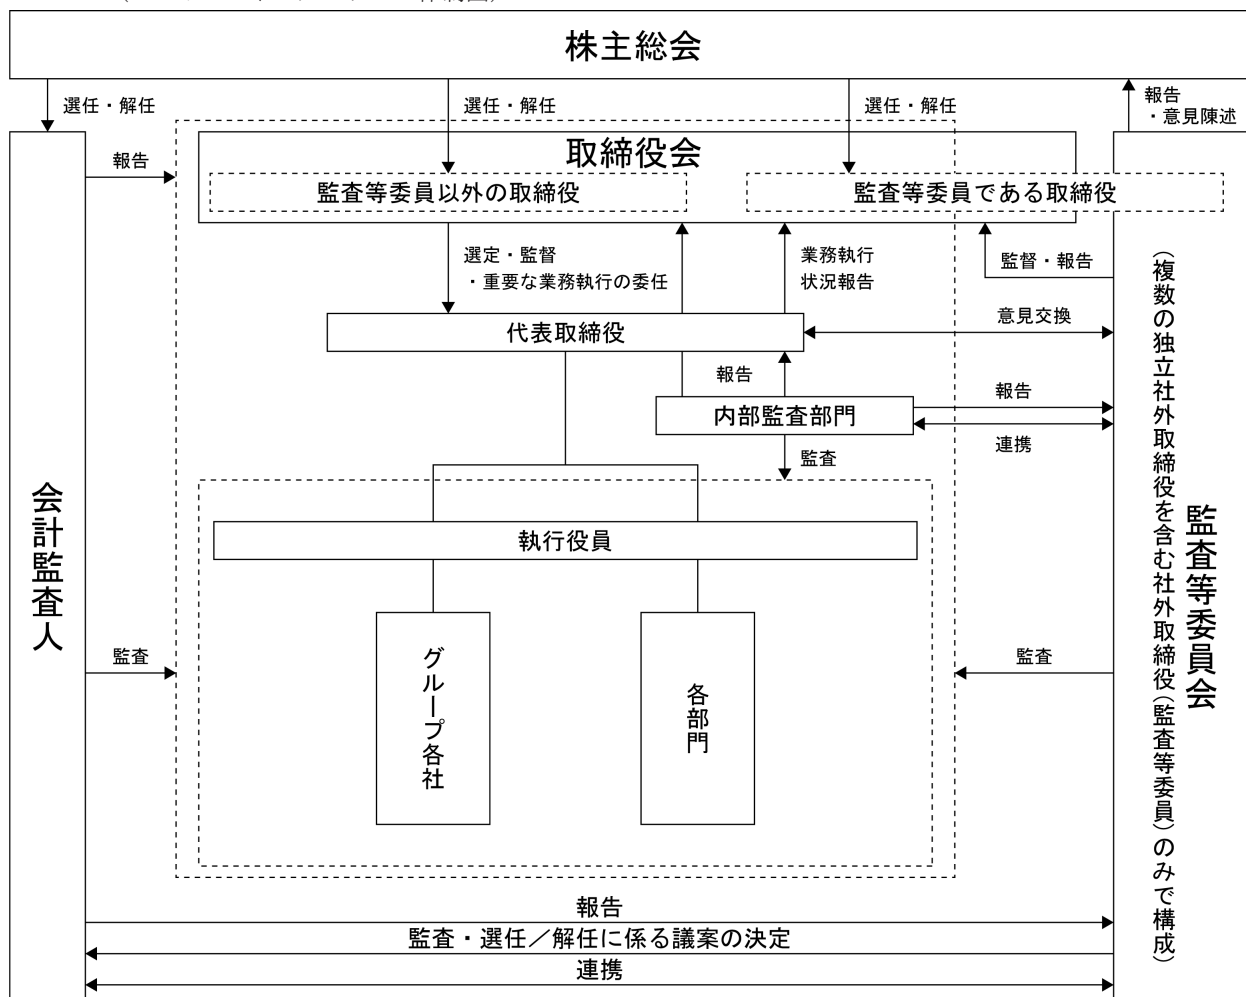 株主総会
選任・解任
選任・解任
選任・解任
報告
・意見陳述
報告
取締役会
監査等委員以外の取締役
監査等委員である取締役
選定・監督
・重要な業務執行の委任
業務執行
状況報告
監督・報告
代表取締役
意見交換
報告
内部監査部門
報告
連携
監査
会計監査人
執行役員
監査
グループ各社
各部門
監査
監査等委員会
（複数の独立社外取締役を含む社外取締役（監査等委員）のみで構成）
報告
監査・選任／解任に係る議案の決定
連携